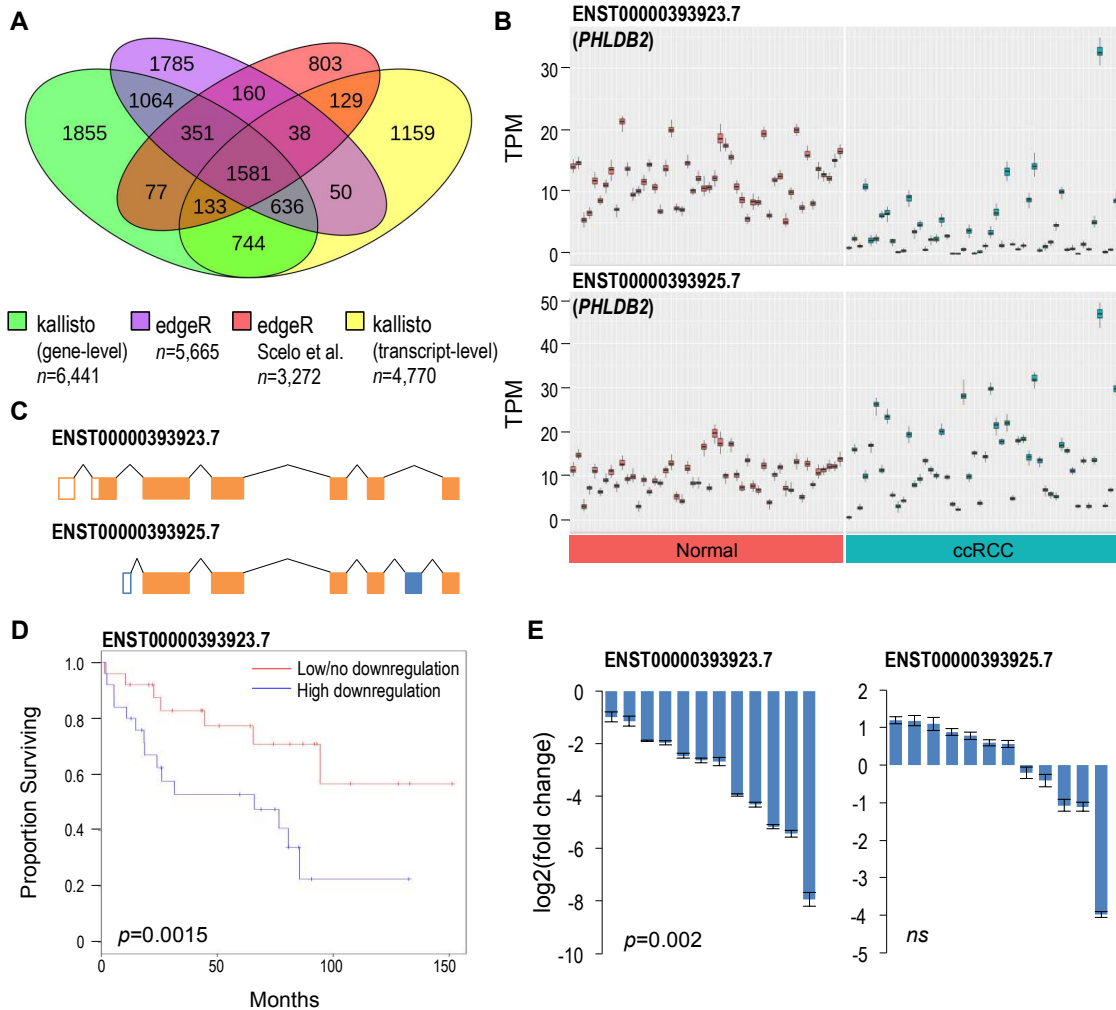 A
1785
803
1064
160
129
1855
351
38
1159
1581
77
50
133
636
744
kallisto
(gene-level)
n=6,441
edgeR
n=5,665
edgeR
Scelo et al.
n=3,272
kallisto
(transcript-level)
n=4,770
B
ENST00000393923.7
(PHLDB2)
TPM
30
20
10
0
ENST00000393925.7
(PHLDB2)
TPM
50
40
30
20
10
0
Normal
ccRCC
C
ENST00000393923.7
ENST00000393925.7
D
ENST00000393923.7
Low/no downregulation
High downregulation
Proportion Surviving
1.0
0.8
0.6
0.4
0.2
0
p=0.0015
0
50
100
150
Months
E
ENST00000393923.7
log2(fold change)
0
-2
-4
-6
-8
-10
p=0.002
ENST00000393925.7
2
1
0
-1
-2
-3
-4
-5
ns